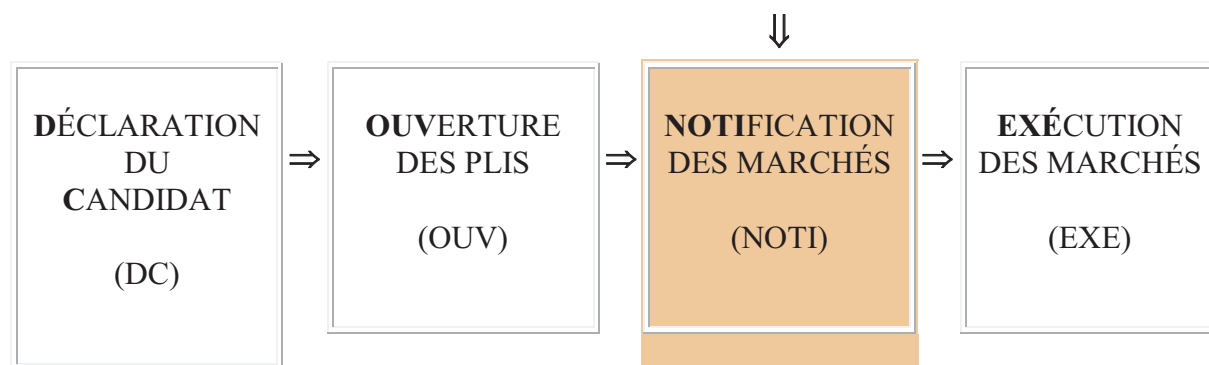 ⇓
DÉCLARATION
DU
CANDIDAT
(DC)
⇒
OUVERTURE
DES PLIS
(OUV)
⇒
NOTIFICATION
DES MARCHÉS
(NOTI)
⇒
EXÉCUTION
DES MARCHÉS
(EXE)